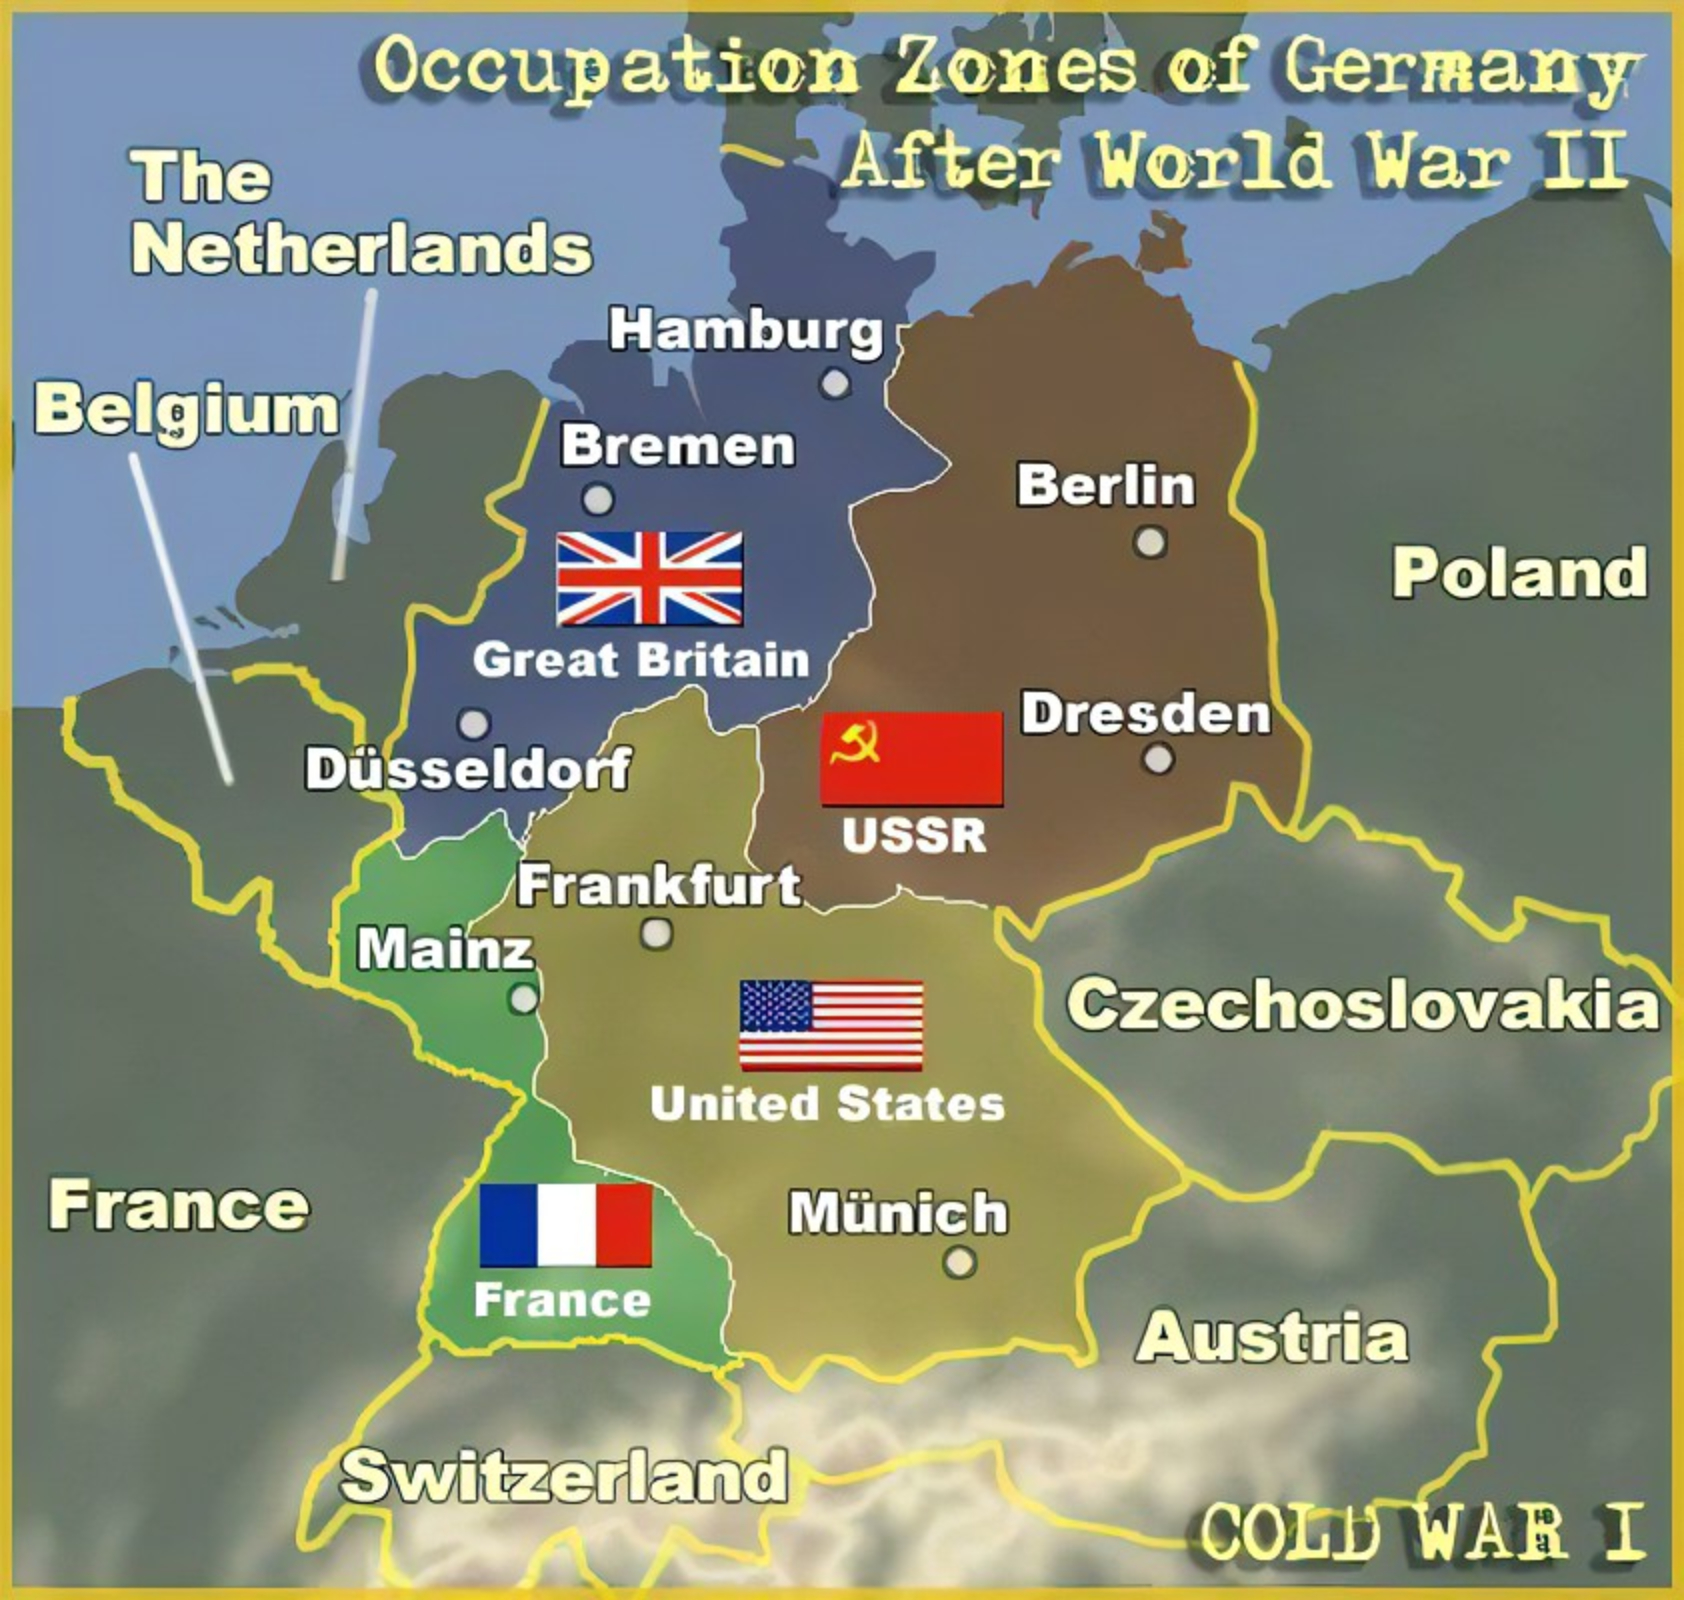 Occupation Zones of Germany
After World War II
The
Netherlands
Hamburg
Belgium
Bremen
Berlin
Poland
Great Britain
Dresden
Düsseldorf
USSR
Frankfurt
Mainz
Czechoslovakia
United States
France
Münich
France
Austria
Switzerland
COLD WAR I